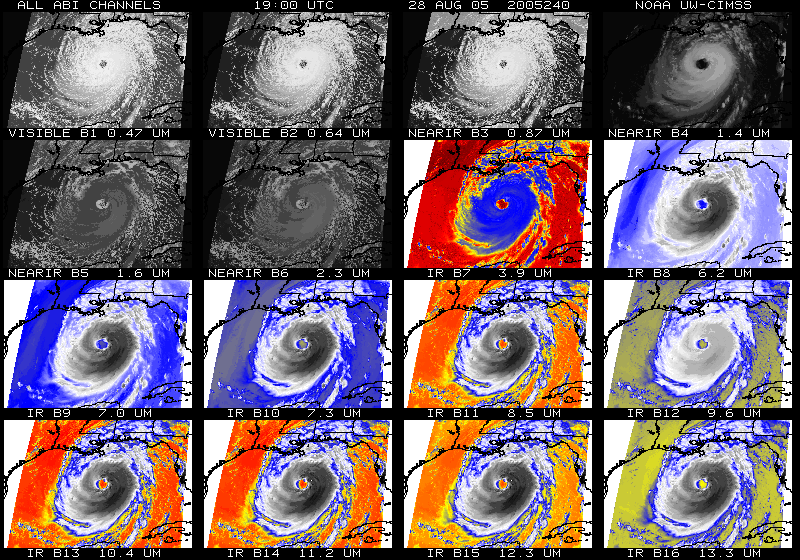 ALL ABI CHANNELS 19:00 UTC 28 AUG 05 2005240 NOAA UW-CIMSS
VISIBLE B1 0.47 UM VISIBLE B2 0.64 UM NEARIR B3 0.87 UM NEARIR B4 1.4 UM
NEARIR B5 1.6 UM NEARIR B6 2.3 UM IR B7 3.9 UM IR B8 6.2 UM
IR B9 7.0 UM IR B10 7.3 UM IR B11 8.5 UM IR B12 9.6 UM
IR B13 10.4 UM IR B14 11.2 UM IR B15 12.3 UM IR B16 13.3 UM